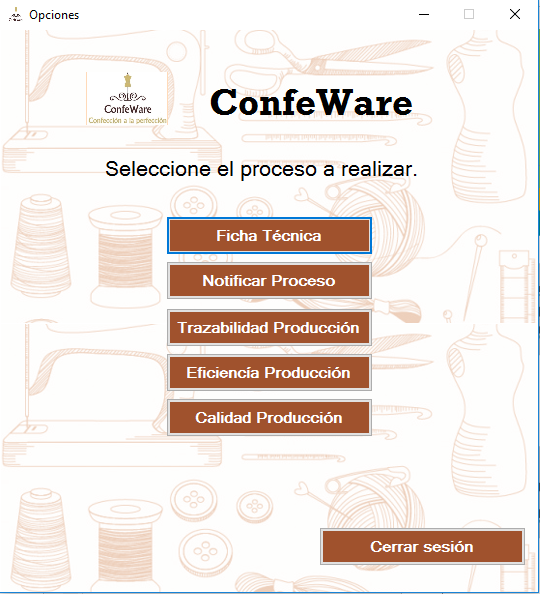 Opciones
ConfeWare
Confección a la perfección
ConfeWare
Seleccione el proceso a realizar.
Ficha Técnica
Notificar Proceso
Trazabilidad Producción
Eficiencía Producción
Calidad Producción
Cerrar sesión